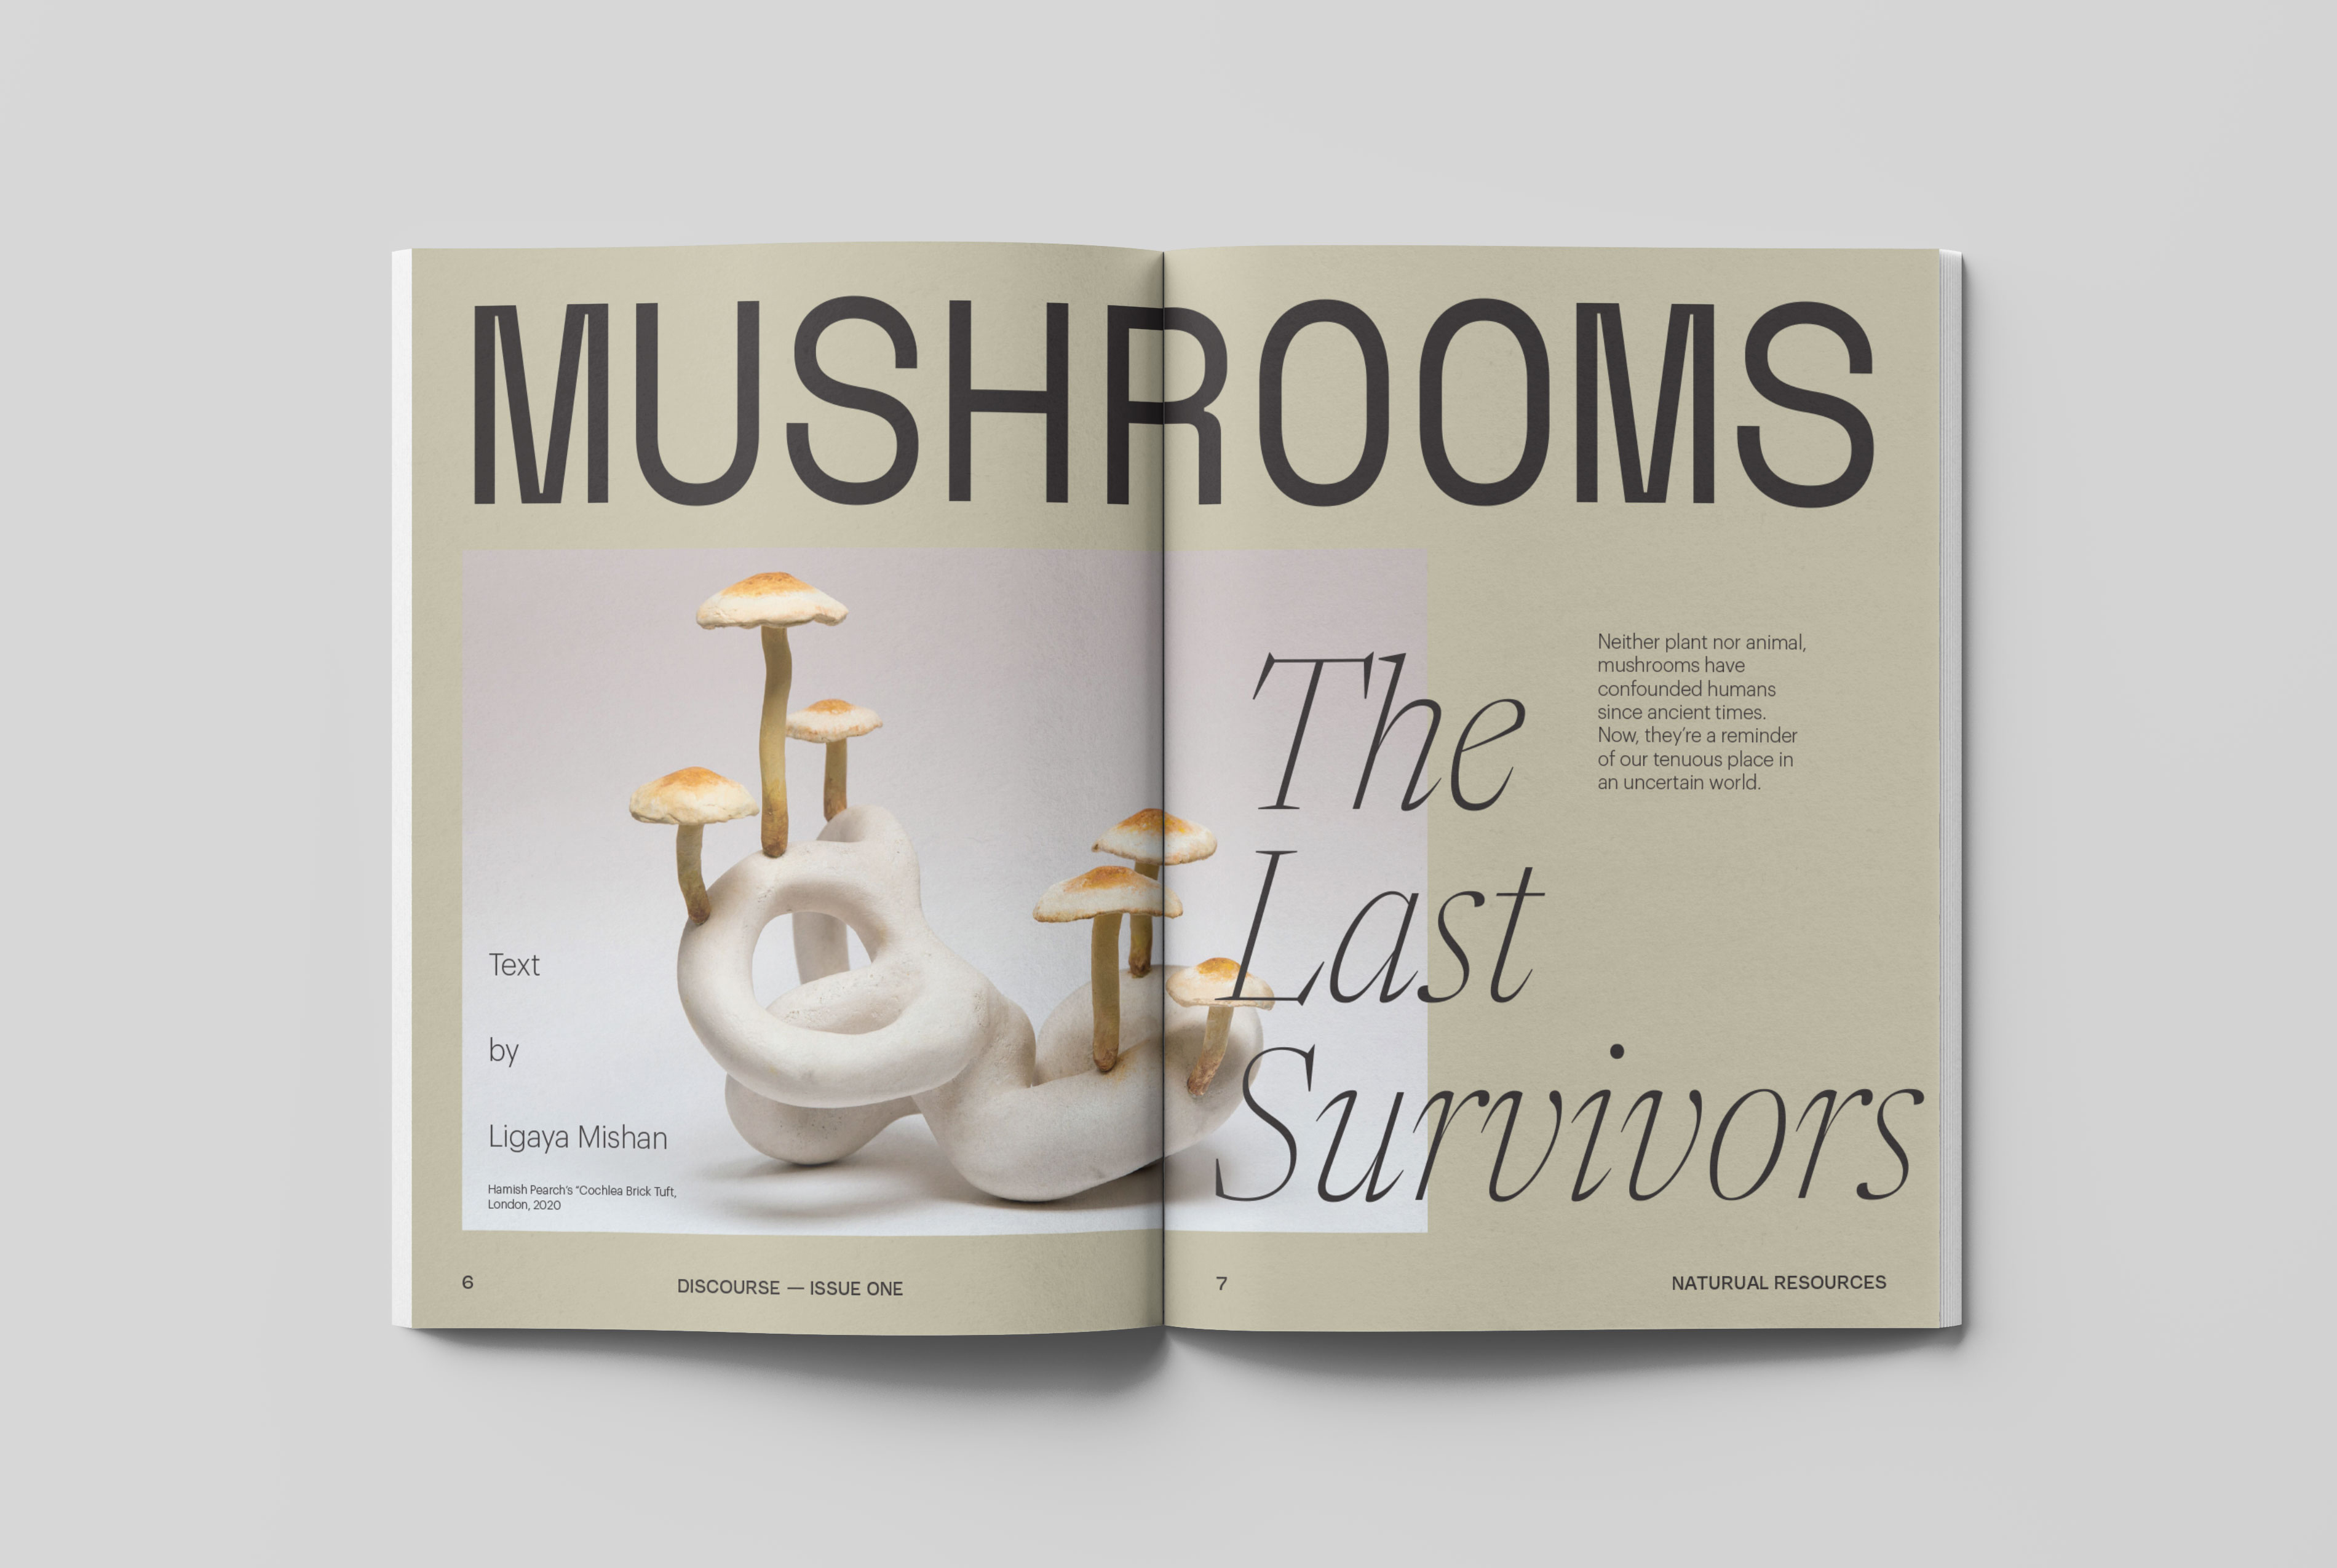 MUSHROOMS
The
Last
Survivors
Neither plant nor animal,
mushrooms have
confounded humans
since ancient times.
Now, they're a reminder
of our tenuous place in
an uncertain world.
Text
by
Ligaya Mishan
Hamish Pearch's "Cochlea Brick Tuft,
London, 2020
6
DISCOURSE — ISSUE ONE
7
NATURUAL RESOURCES